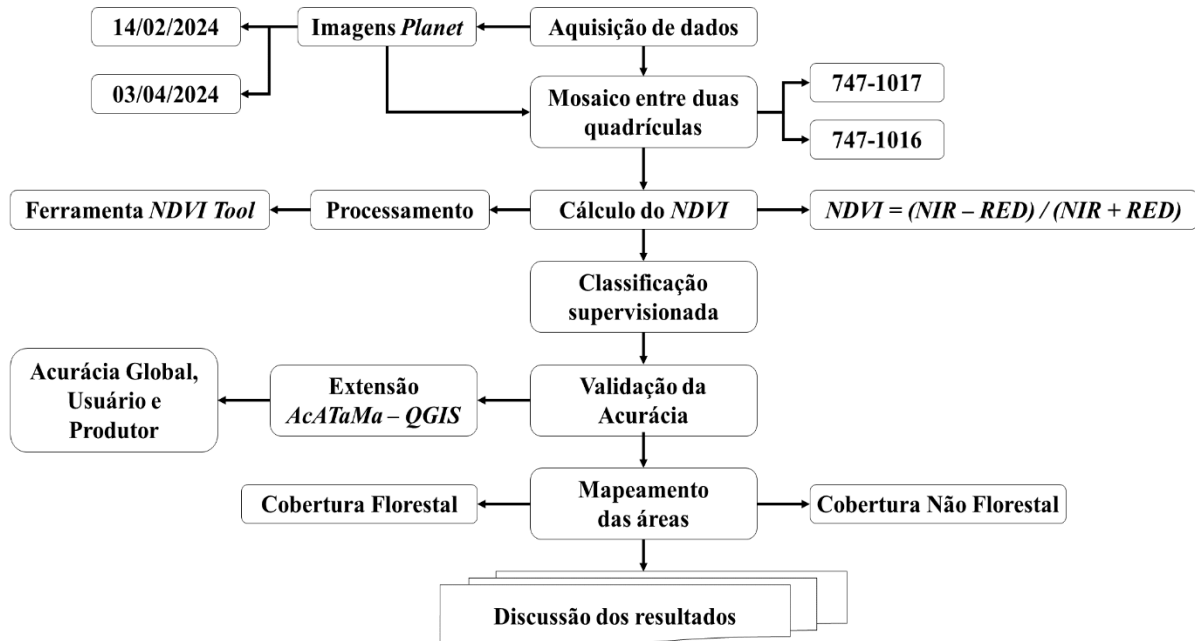 14/02/2024
Imagens Planet
Aquisição de dados
03/04/2024
Mosaico entre duas
quadrículas
747-1017
747-1016
Ferramenta NDVI Tool
Processamento
Cálculo do NDVI
NDVI = (NIR – RED) / (NIR + RED)
Classificação
supervisionada
Acurácia Global,
Usuário e
Produtor
Extensão
AcATaMa – QGIS
Validação da
Acurácia
Cobertura Florestal
Mapeamento
das áreas
Cobertura Não Florestal
Discussão dos resultados